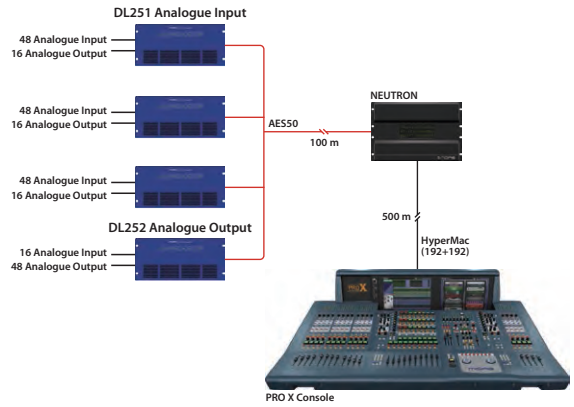 DL251 Analogue Input
48 Analogue Input
16 Analogue Output
48 Analogue Input
16 Analogue Output
48 Analogue Input
16 Analogue Output
DL252 Analogue Output
16 Analogue Input
48 Analogue Output
AES50
100 m
NEUTRON
500 m
HyperMac
(192+192)
PRO X
PRO X Console